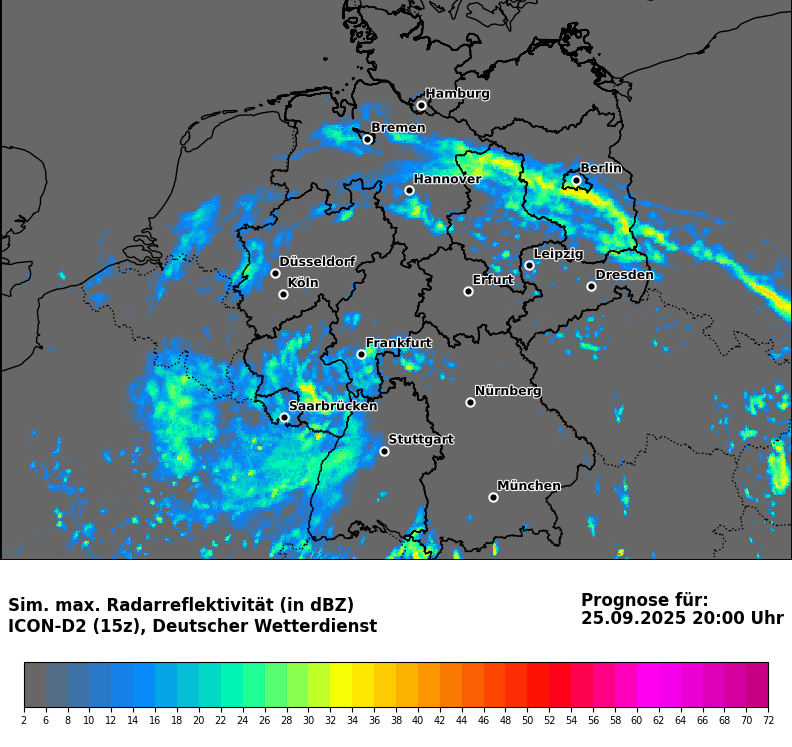 Hamburg
Bremen
Berlin
Hannover
Leipzig
Düsseldorf
Dresden
Köln
Erfurt
Frankfurt
Nürnberg
Saarbrücken
Stuttgart
München
Sim. max. Radarreflektivität (in dBZ)
ICON-D2 (15z), Deutscher Wetterdienst
Prognose für:
25.09.2025 20:00 Uhr
2 6 8 10 12 14 16 18 20 22 24 26 28 30 32 34 36 38 40 42 44 46 48 50 52 54 56 58 60 62 64 66 68 70 72